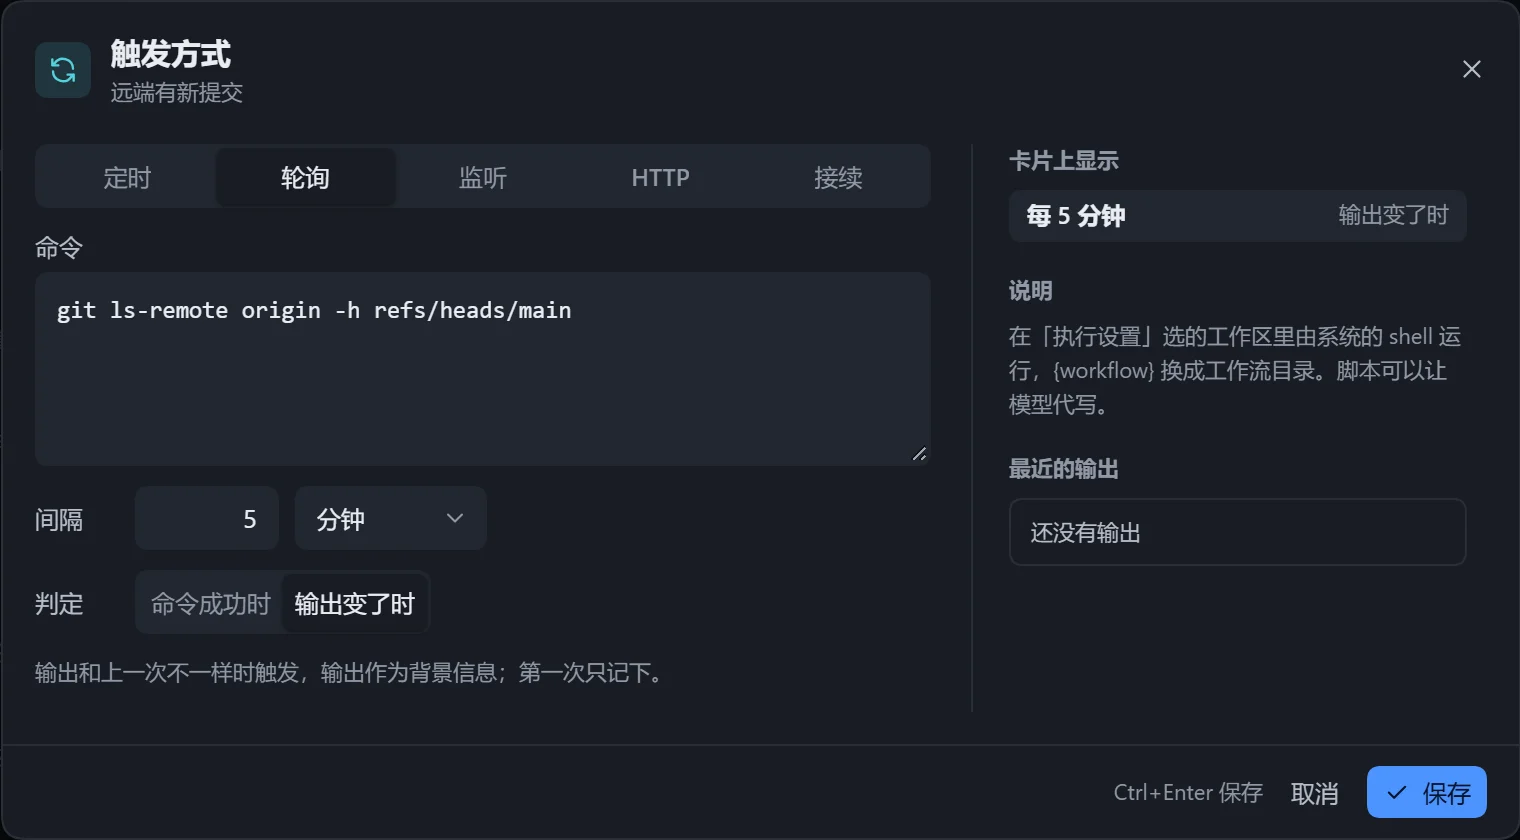 触发方式
远端有新提交
定时
轮询
监听
HTTP
接续
命令
git ls-remote origin -h refs/heads/main
间隔
5
分钟
判定
命令成功时
输出变了时
输出和上一次不一样时触发，输出作为背景信息；第一次只记下。
卡片上显示
每 5 分钟
输出变了时
说明
在「执行设置」选的工作区里由系统的 shell 运
行，{workflow} 换成工作流目录。脚本可以让
模型代写。
最近的输出
还没有输出
Ctrl+Enter 保存
取消
保存